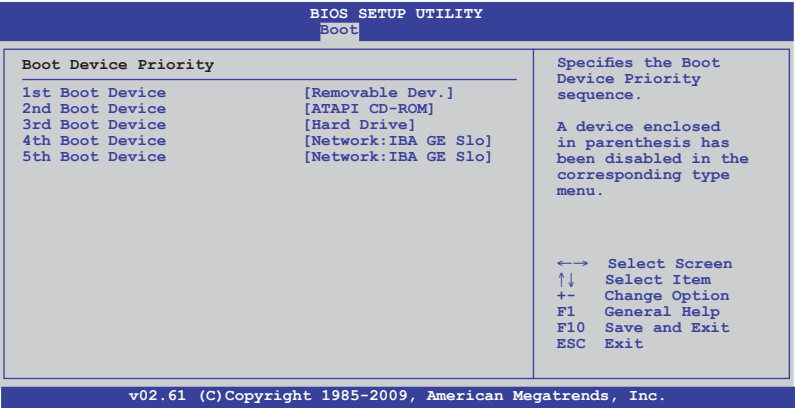 BIOS SETUP UTILITY
Boot
Boot Device Priority
1st Boot Device [Removable Dev.]
2nd Boot Device [ATAPI CD-ROM]
3rd Boot Device [Hard Drive]
4th Boot Device [Network:IBA GE Slo]
5th Boot Device [Network:IBA GE Slo]
Specifies the Boot
Device Priority
sequence.
A device enclosed
in parenthesis has
been disabled in the
corresponding type
menu.
←→ Select Screen
↑↓ Select Item
+- Change Option
F1 General Help
F10 Save and Exit
ESC Exit
v02.61 (C)Copyright 1985-2009, American Megatrends, Inc.